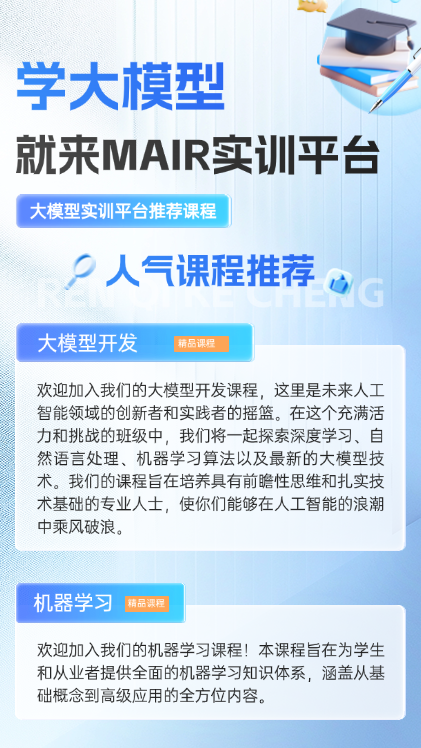 学大模型
就来MAIR实训平台
大模型实训平台推荐课程
人气课程推荐
REN QI KE CHENG
大模型开发
精品课程
欢迎加入我们的大模型开发课程，这里是未来人工
智能领域的创新者和实践者的摇篮。在这个充满活
力和挑战的班级中，我们将一起探索深度学习、自
然语言处理、机器学习算法以及最新的大模型技
术。我们的课程旨在培养具有前瞻性思维和扎实技
术基础的专业人士，使你们能够在人工智能的浪潮
中乘风破浪。
机器学习
精品课程
欢迎加入我们的机器学习课程！本课程旨在为学生
和从业者提供全面的机器学习知识体系，涵盖从基
础概念到高级应用的全方位内容。